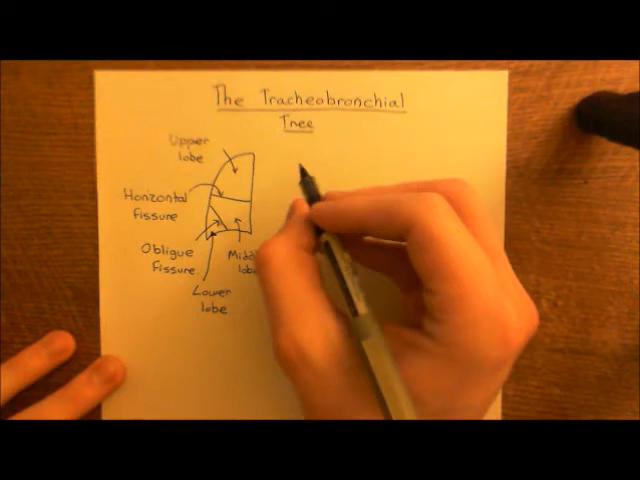 The Tracheobronchial
Tree
Upper
lobe
Horizontal
fissure
Oblique
Fissure
Lower
lobe